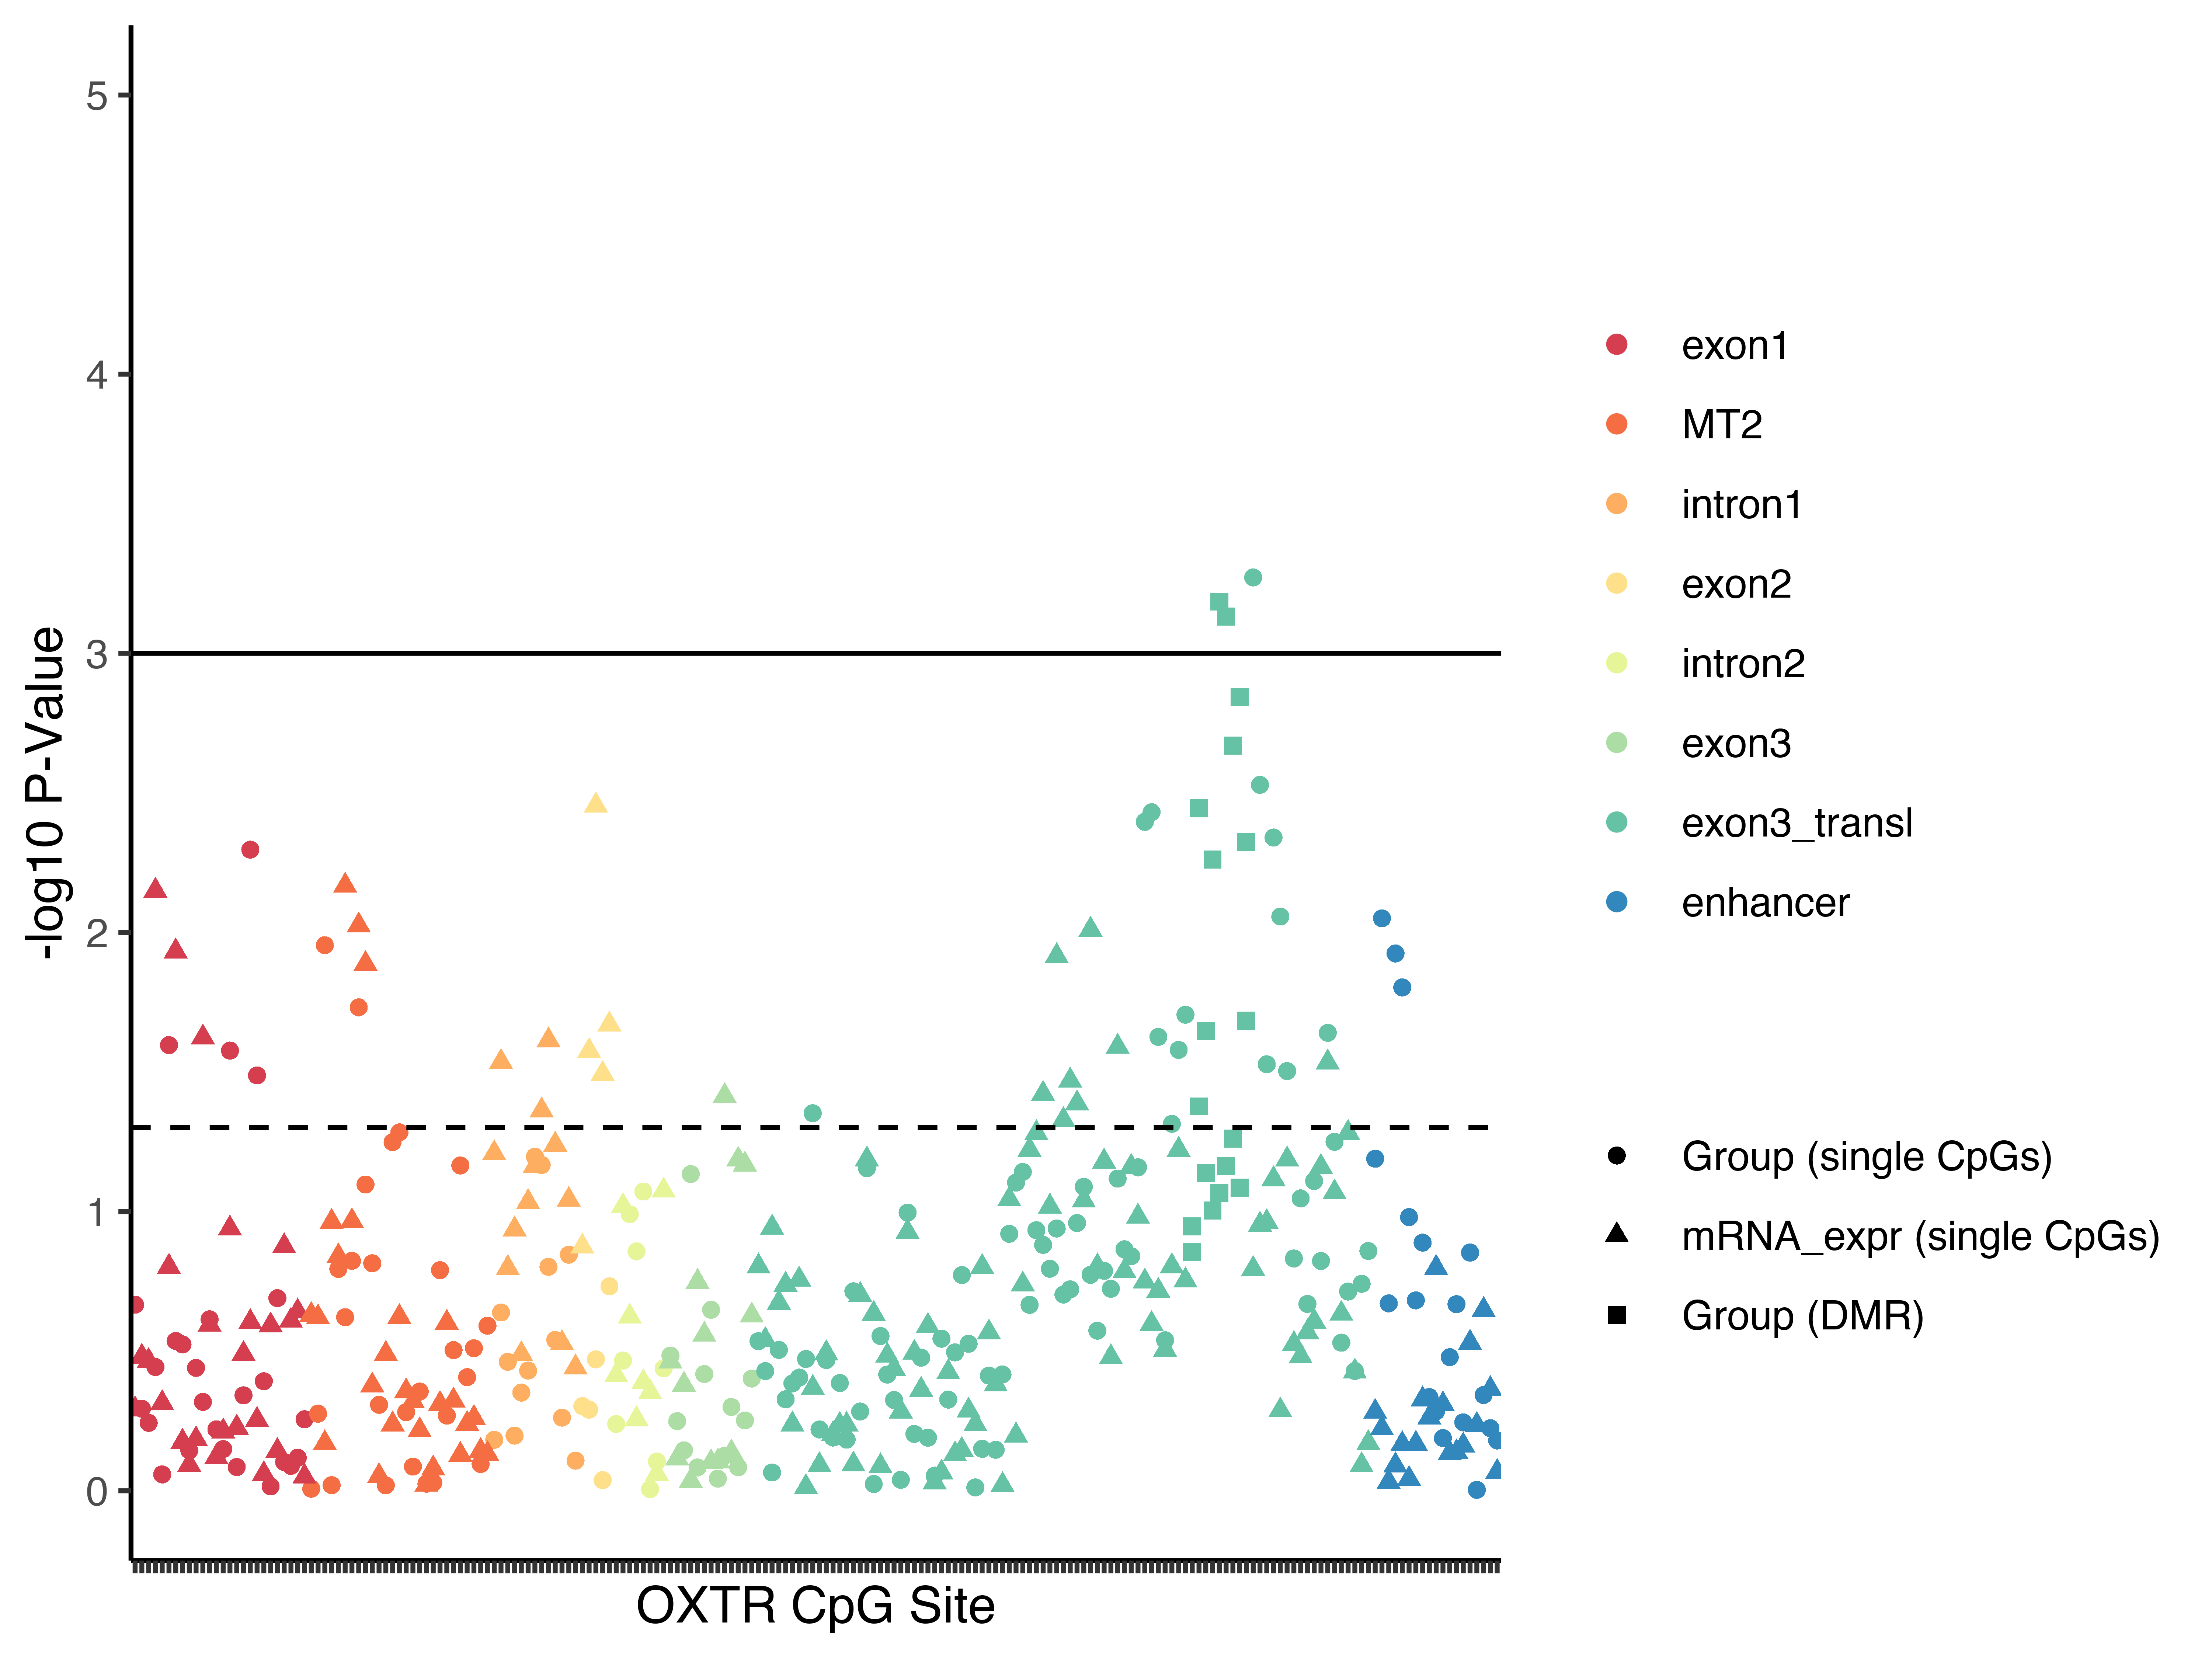 -log10 P-Value
5
4
3
2
1
0
OXTR CpG Site
exon1
MT2
intron1
exon2
intron2
exon3
exon3_transl
enhancer
Group (single CpGs)
mRNA_expr (single CpGs)
Group (DMR)